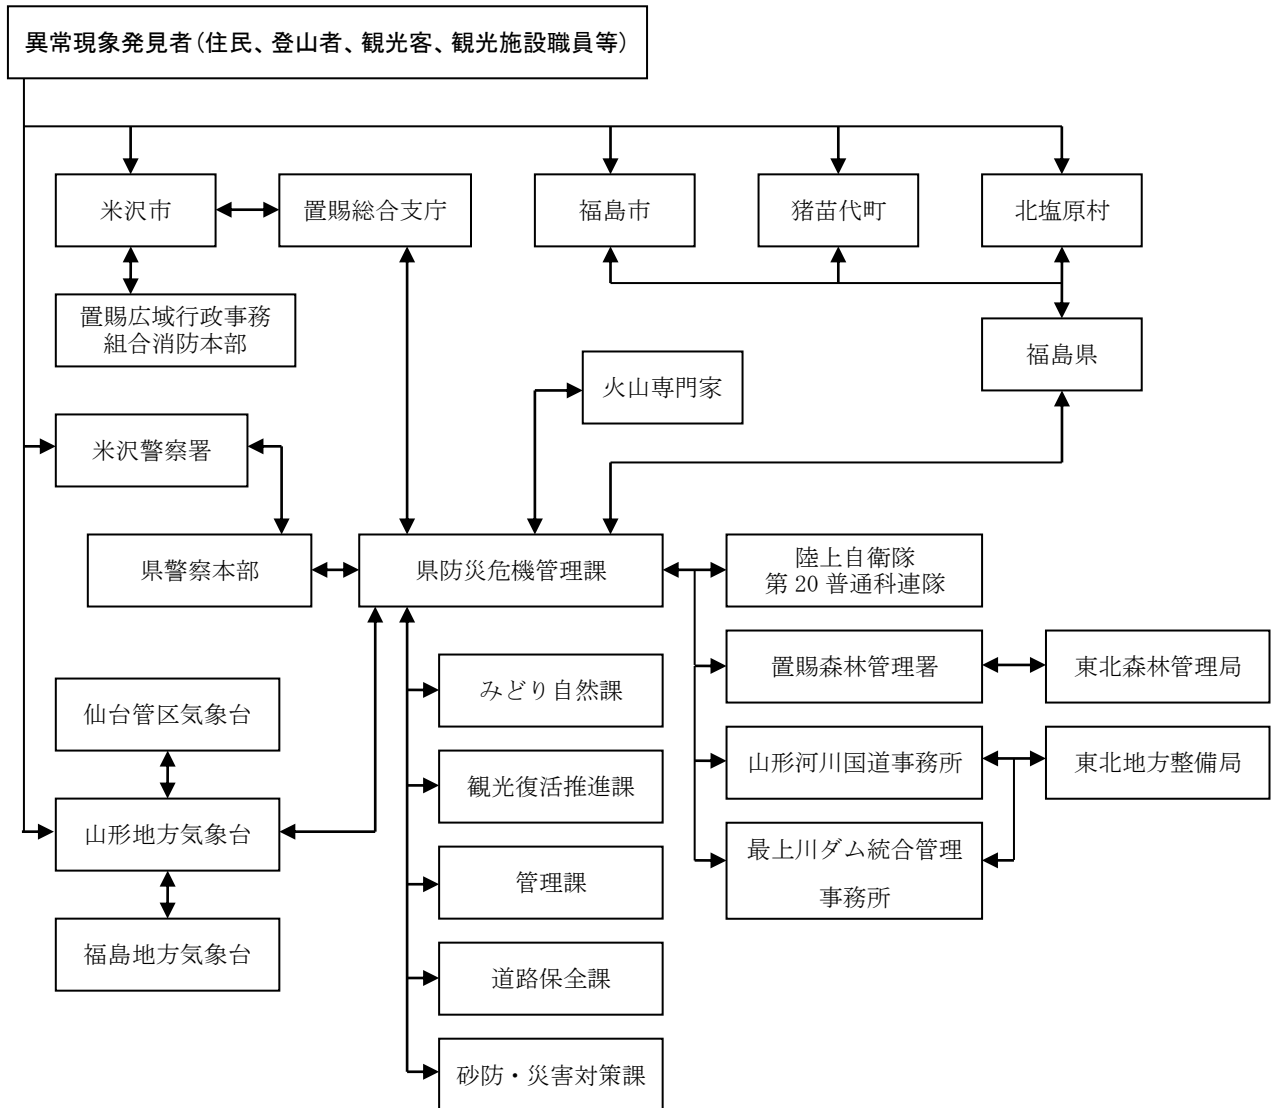 異常現象発見者（住民、登山者、観光客、観光施設職員等）
米沢市
置賜総合支庁
福島市
猪苗代町
北塩原村
置賜広域行政事務
組合消防本部
福島県
火山専門家
米沢警察署
県警察本部
県防災危機管理課
陸上自衛隊
第 20 普通科連隊
みどり自然課
置賜森林管理署
東北森林管理局
仙台管区気象台
観光復活推進課
山形河川国道事務所
東北地方整備局
山形地方気象台
管理課
最上川ダム統合管理
事務所
福島地方気象台
道路保全課
砂防・災害対策課